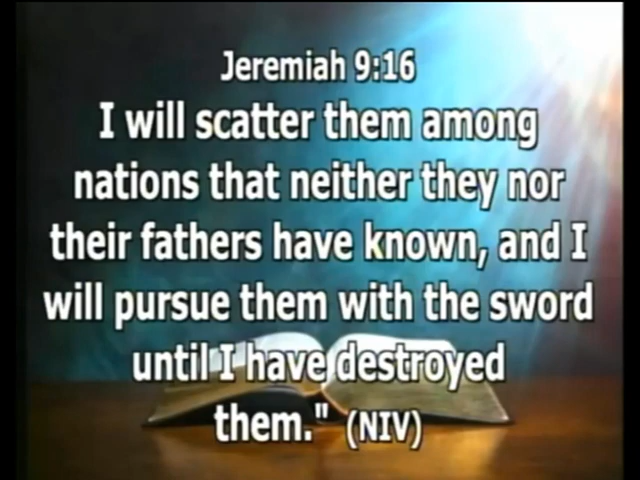 Jeremiah 9:16
I will scatter them among
nations that neither they nor
their fathers have known, and I
will pursue them with the sword
until I have destroyed
them." (NIV)